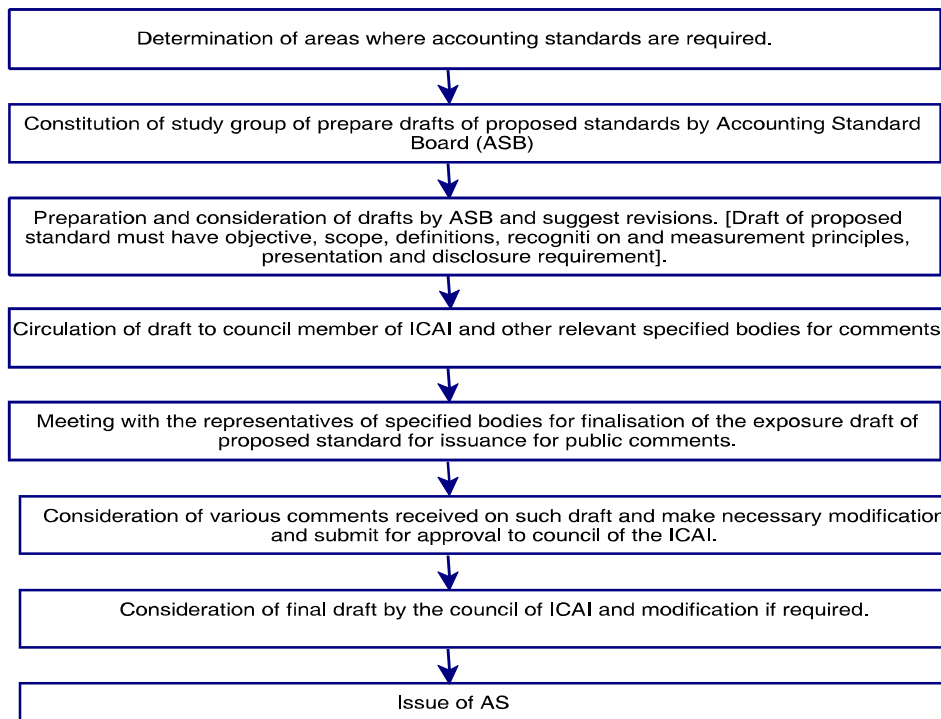 Determination of areas where accounting standards are required.
Constitution of study group of prepare drafts of proposed standards by Accounting Standard
Board (ASB)
Preparation and consideration of drafts by ASB and suggest revisions. [Draft of proposed
standard must have objective, scope, definitions, recogniti on and measurement principles,
presentation and disclosure requirement].
Circulation of draft to council member of ICAI and other relevant specified bodies for comments
Meeting with the representatives of specified bodies for finalisation of the exposure draft of
proposed standard for issuance for public comments.
Consideration of various comments received on such draft and make necessary modification
and submit for approval to council of the ICAI.
Consideration of final draft by the council of ICAI and modification if required.
Issue of AS